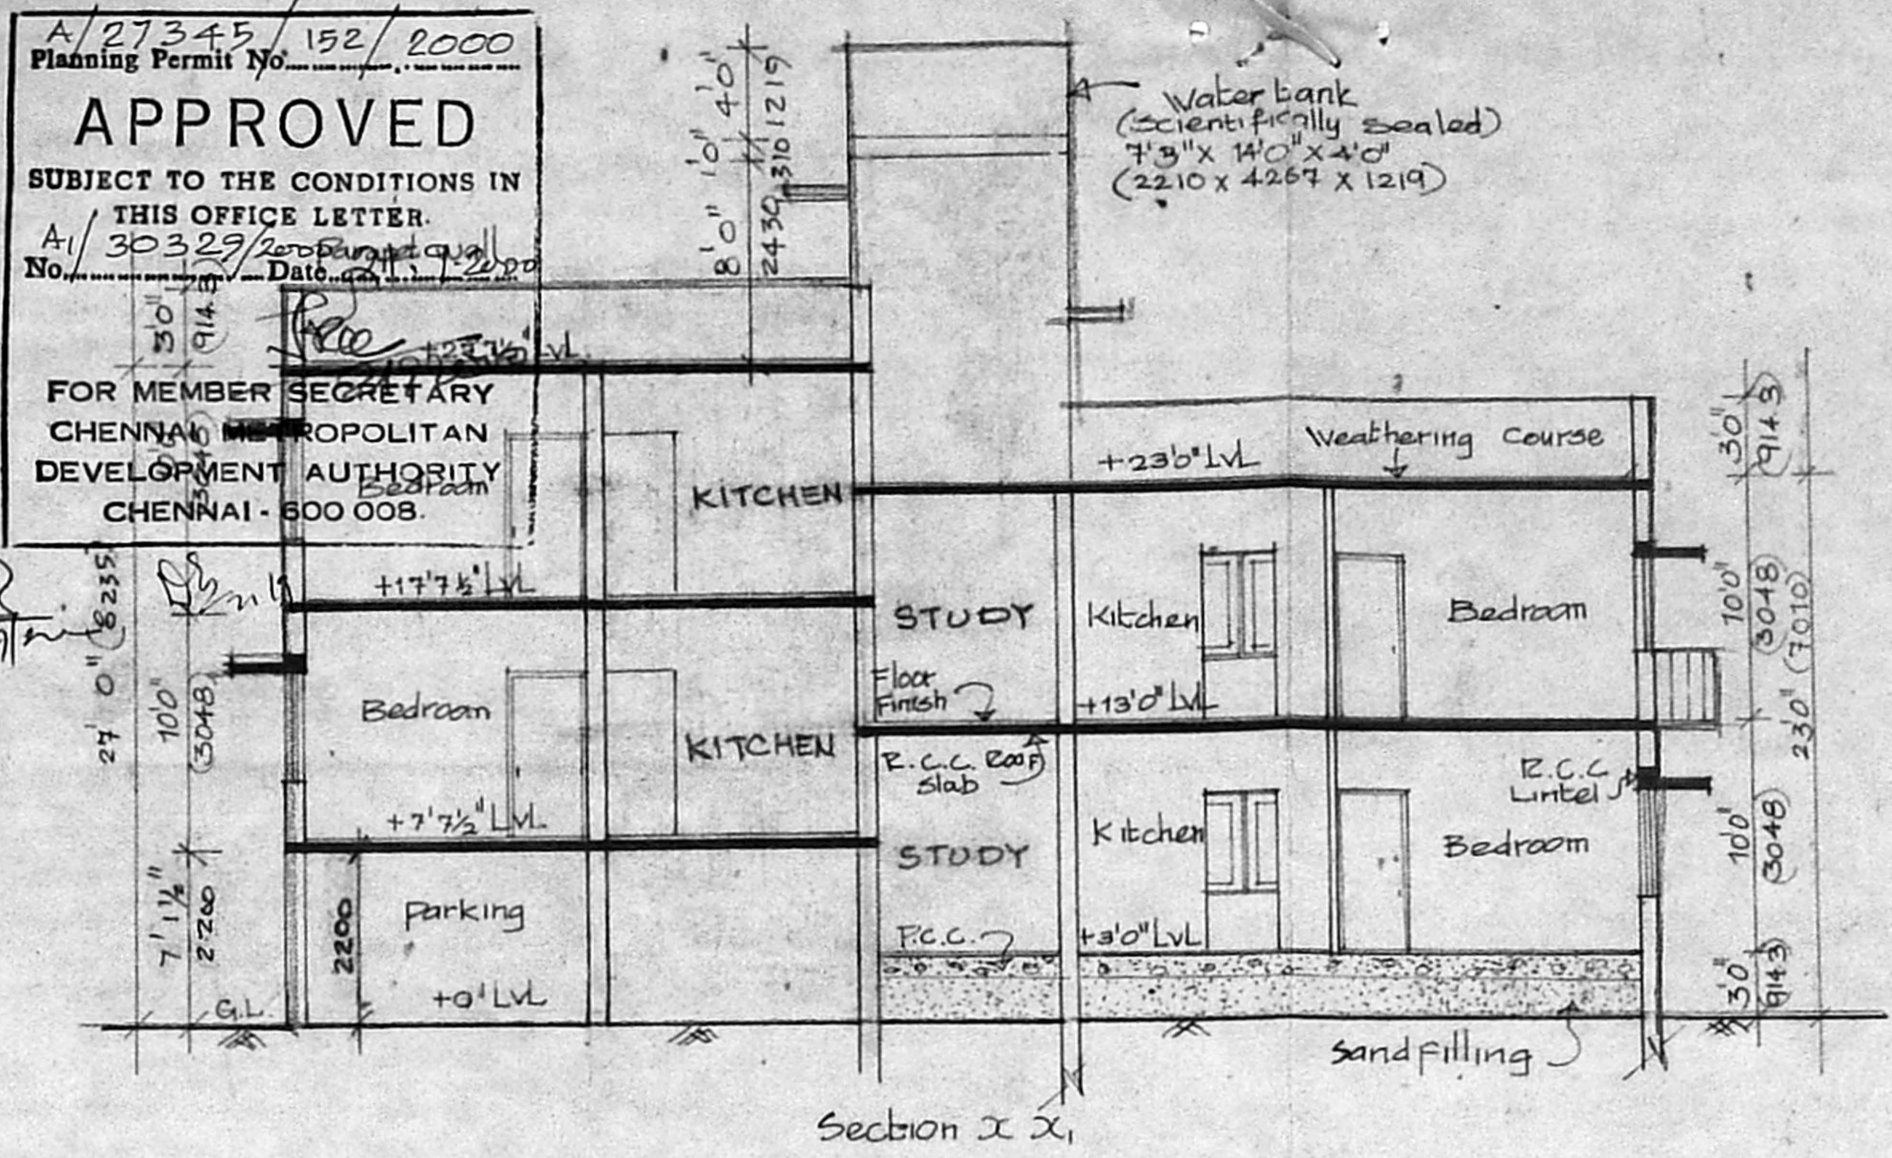 A/27345/152/2000
Planning Permit No.
APPROVED
SUBJECT TO THE CONDITIONS IN
THIS OFFICE LETTER.
A1/30329/2000
No. Date
FOR MEMBER SECRETARY
CHENNAI METROPOLITAN
DEVELOPMENT AUTHORITY
CHENNAI - 600 008.
Parapet wall
8'0" 1'0" 4'0"
2430 310 1219
Water tank
(Scientifically Sealed)
7'3" x 14'0" x 4'0"
(2210 x 4267 x 1219)
3'0"
(914.3)
27'0" (8235)
10'0"
(3048)
7'1½"
2200
Bedroom
KITCHEN
+17'7½" LvL
Bedroom
KITCHEN
+7'7½" LvL
2200
Parking
+0' LvL
G.L.
STUDY
Floor
Finish
R.C.C. Roof
Slab
STUDY
P.C.C.
+23'0" LvL
Weathering Course
Kitchen
Bedroom
+13'0" LvL
R.C.C
Lintel
Kitchen
Bedroom
+3'0" LvL
Sand filling
3'0"
(914.3)
10'0"
(3048)
23'0" (7010)
10'0"
(3048)
3'0"
(914.3)
Section x x1